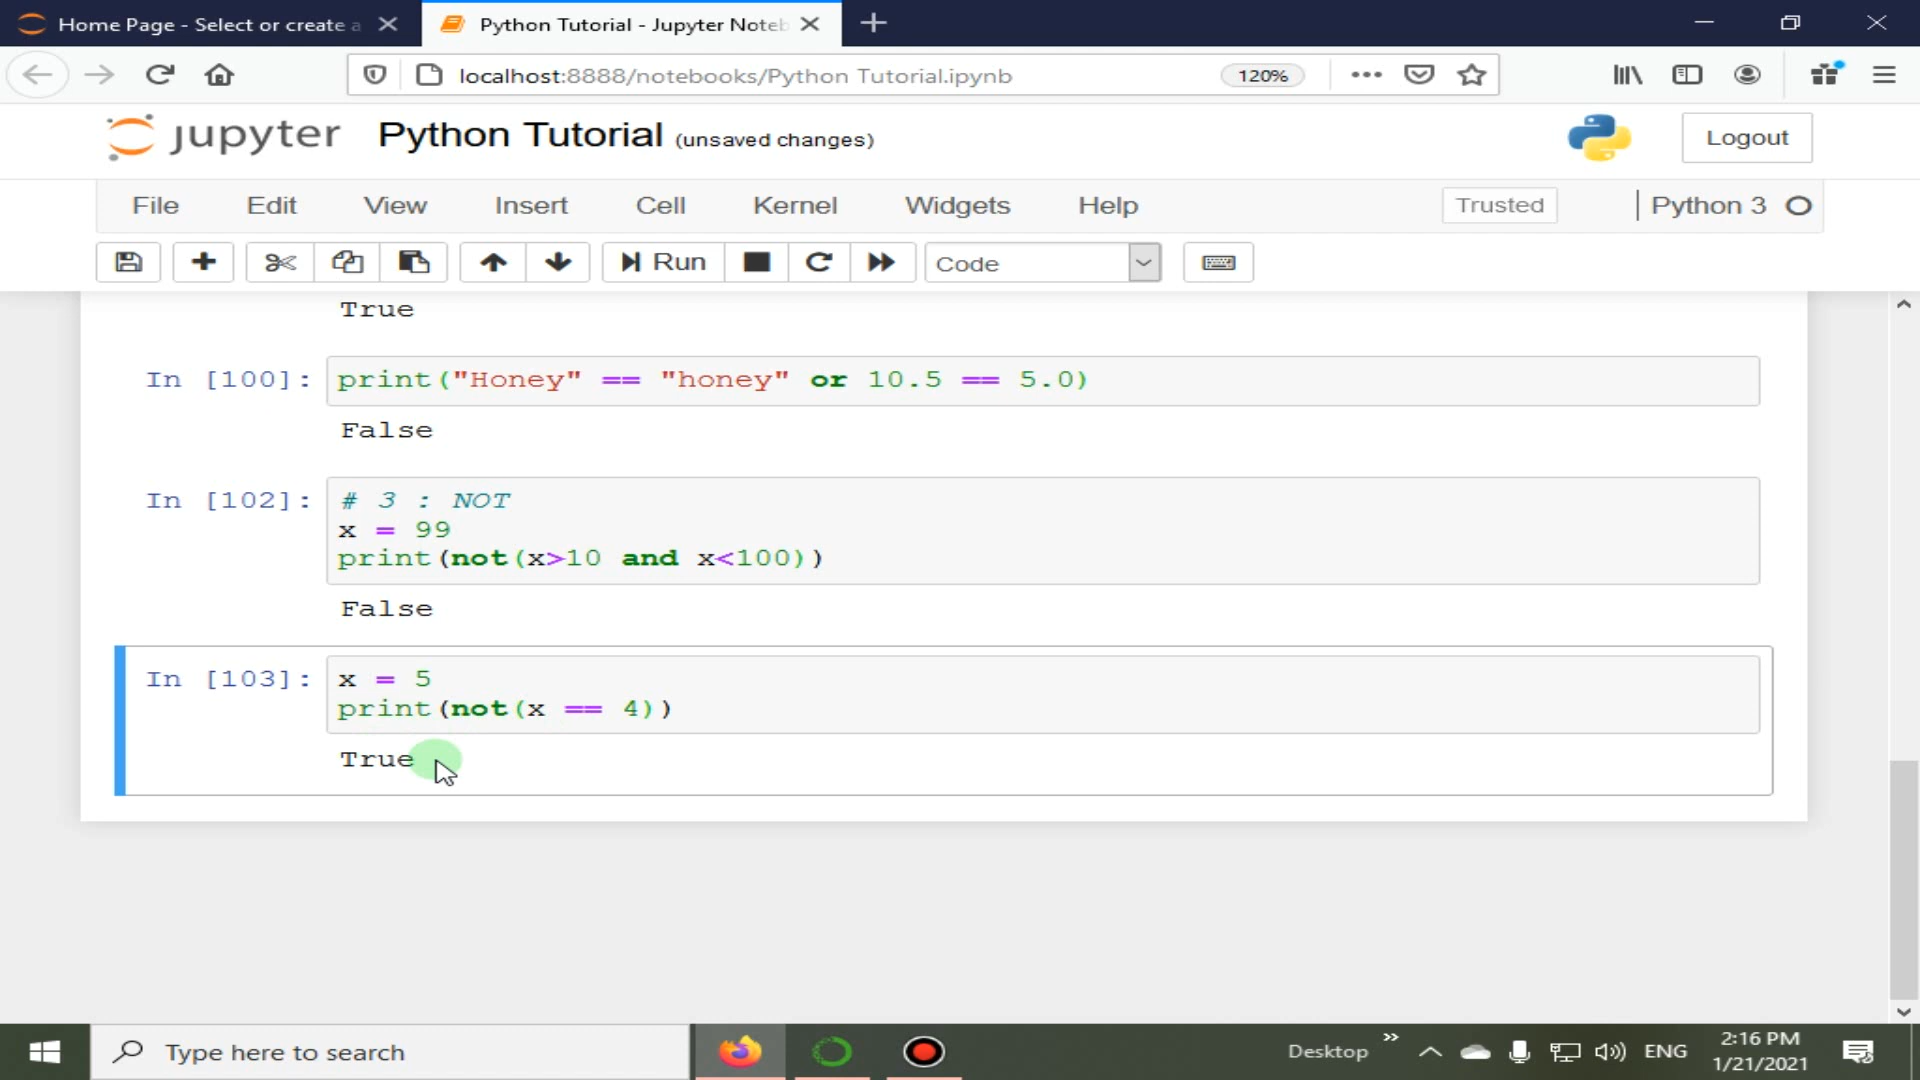 Home Page - Select or create a
Python Tutorial - Jupyter Noteb
localhost:8888/notebooks/Python Tutorial.ipynb
120%
jupyter Python Tutorial (unsaved changes)
Logout
File Edit View Insert Cell Kernel Widgets Help
Trusted
Python 3
Run
Code
True
In [100]: print("Honey" == "honey" or 10.5 == 5.0)
False
In [102]: # 3 : NOT
x = 99
print(not(x>10 and x<100))
False
In [103]: x = 5
print(not(x == 4))
True
Type here to search
Desktop
ENG
2:16 PM
1/21/2021